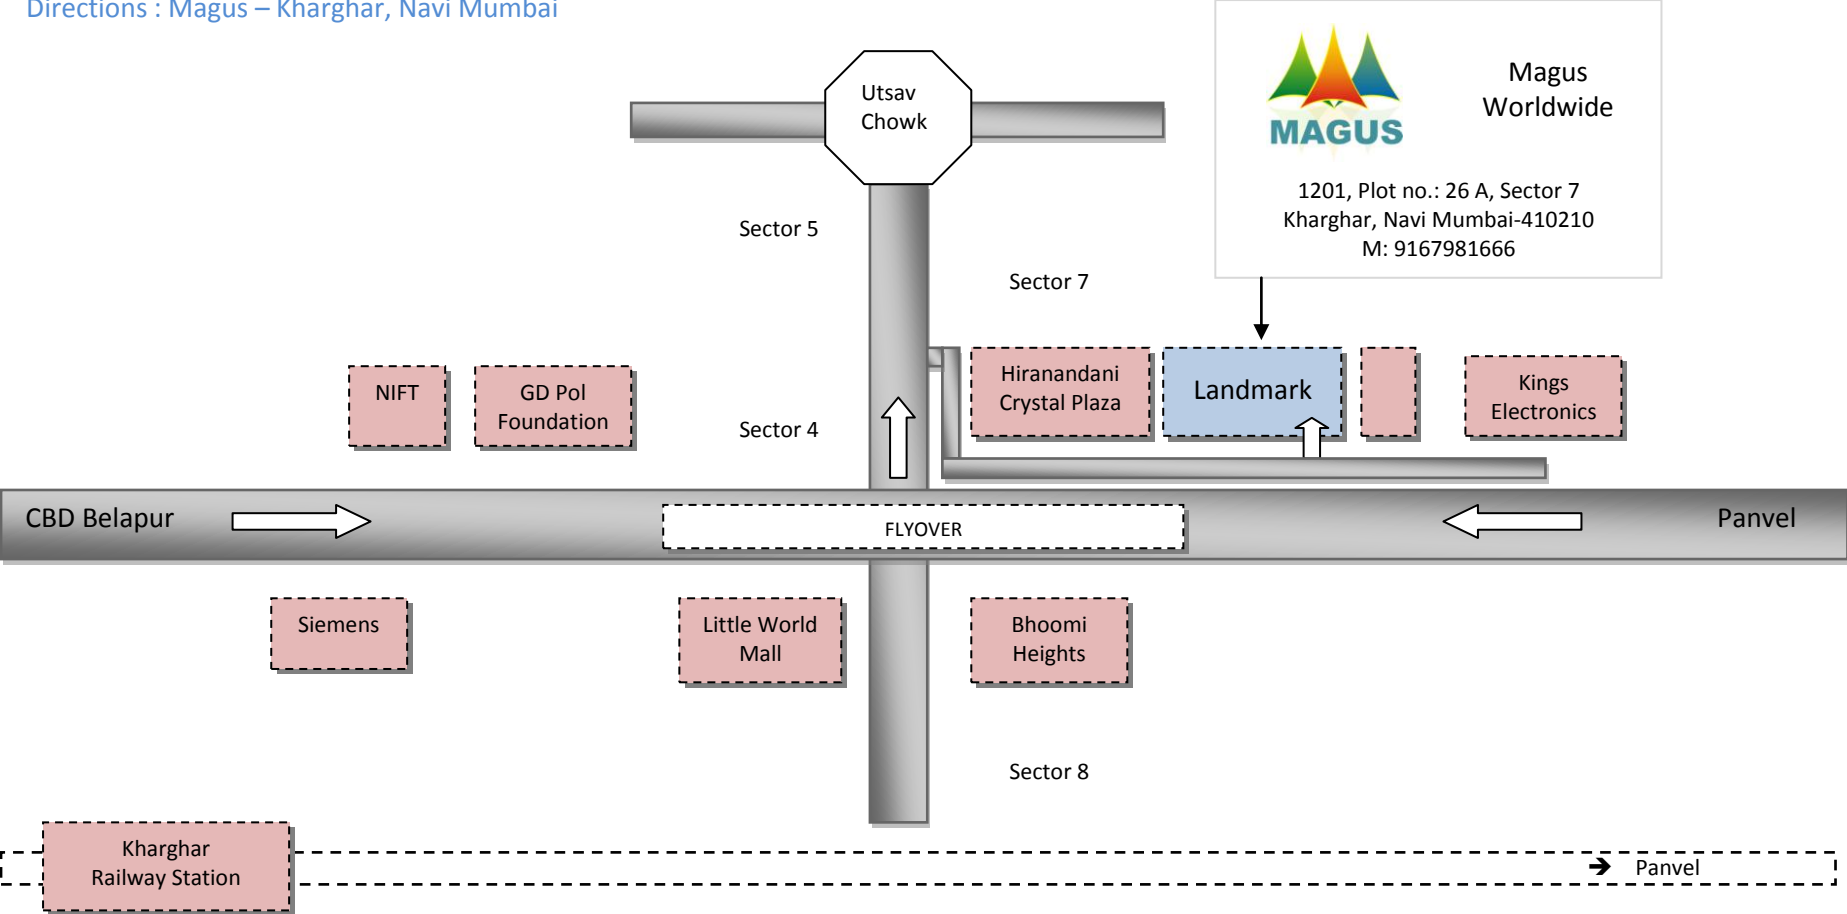 Directions : Magus – Kharghar, Navi Mumbai
Utsav
Chowk
MAGUS
Magus
Worldwide
1201, Plot no.: 26 A, Sector 7
Kharghar, Navi Mumbai-410210
M: 9167981666
Sector 5
Sector 7
NIFT
GD Pol
Foundation
Sector 4
Hiranandani
Crystal Plaza
Landmark
Kings
Electronics
CBD Belapur
FLYOVER
Panvel
Siemens
Little World
Mall
Bhoomi
Heights
Sector 8
Kharghar
Railway Station
➔ Panvel